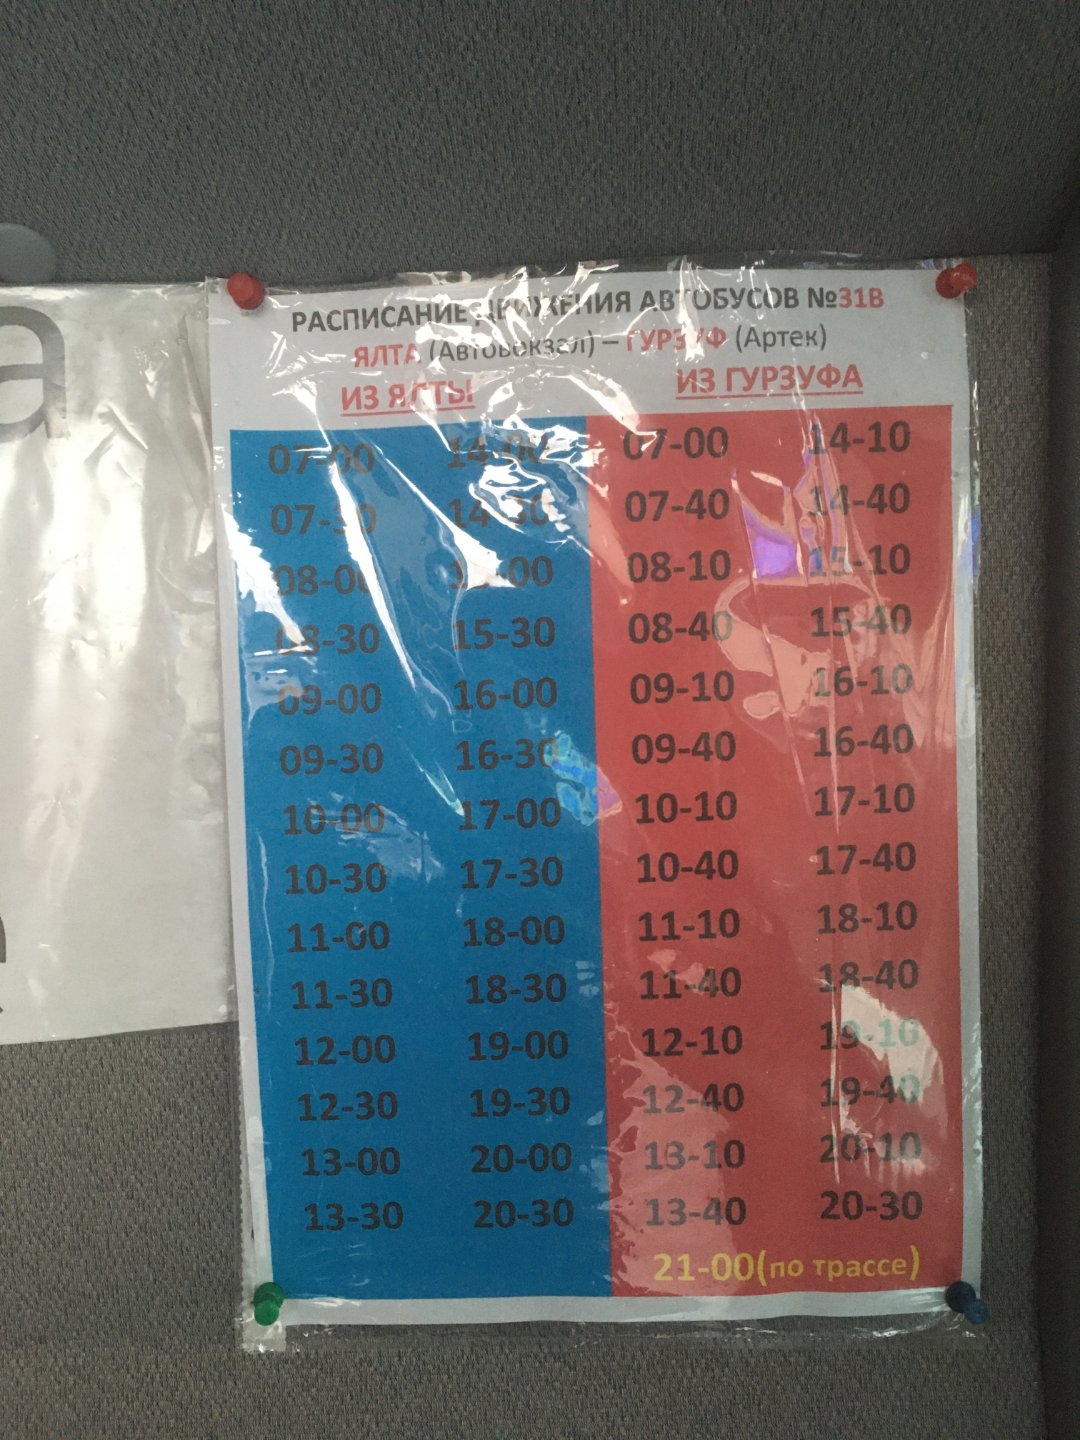 РАСПИСАНИЕ ДВИЖЕНИЯ АВТОБУСОВ №31В
ЯЛТА (Автовокзал) – ГУРЗУФ (Артек)
ИЗ ЯЛТЫ ИЗ ГУРЗУФА
07-00 14-00 07-00 14-10
07-30 14-30 07-40 14-40
08-00 15-00 08-10 15-10
08-30 15-30 08-40 15-40
09-00 16-00 09-10 16-10
09-30 16-30 09-40 16-40
10-00 17-00 10-10 17-10
10-30 17-30 10-40 17-40
11-00 18-00 11-10 18-10
11-30 18-30 11-40 18-40
12-00 19-00 12-10 19-10
12-30 19-30 12-40 19-40
13-00 20-00 13-10 20-10
13-30 20-30 13-40 20-30
21-00(по трассе)